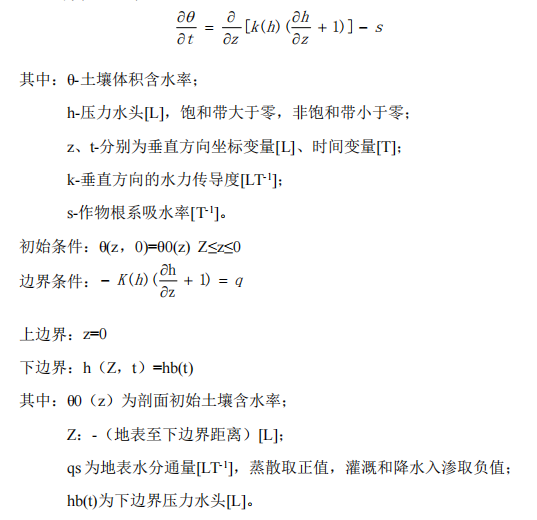 ∂θ/∂t = ∂/∂z[k(h)(∂h/∂z + 1)] − s
其中：θ-土壤体积含水率；
h-压力水头[L]，饱和带大于零，非饱和带小于零；
z、t-分别为垂直方向坐标变量[L]、时间变量[T]；
k-垂直方向的水力传导度[LT⁻¹]；
s-作物根系吸水率[T⁻¹]。
初始条件：θ(z，0)=θ0(z) Z≤z≤0
边界条件：− K(h)(∂h/∂z + 1) = q
上边界：z=0
下边界：h（Z，t）=hb(t)
其中：θ0（z）为剖面初始土壤含水率；
Z：-（地表至下边界距离）[L]；
qs为地表水分通量[LT⁻¹]，蒸散取正值，灌溉和降水入渗取负值；
hb(t)为下边界压力水头[L]。